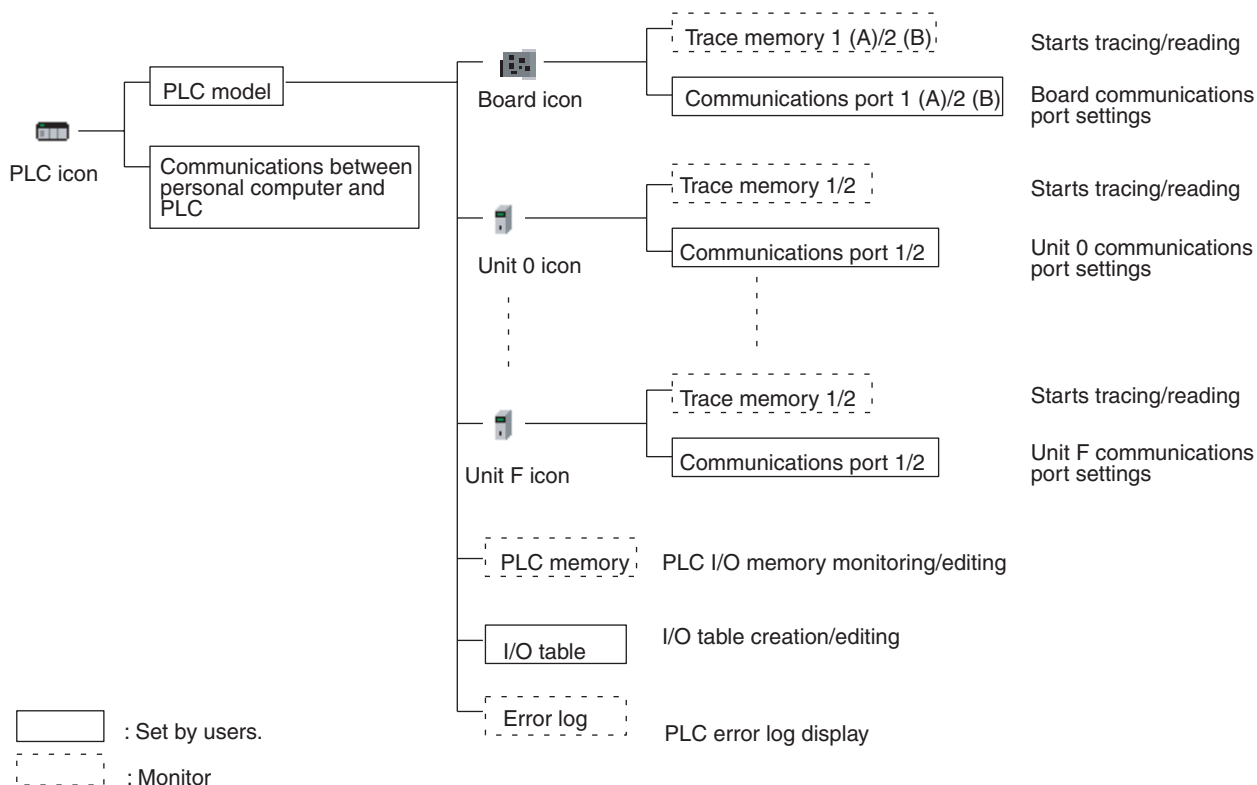 Trace memory 1 (A)/2 (B)
Starts tracing/reading
PLC model
Board icon
Communications port 1 (A)/2 (B)
Board communications
port settings
PLC icon
Communications between
personal computer and
PLC
Trace memory 1/2
Starts tracing/reading
Unit 0 icon
Communications port 1/2
Unit 0 communications
port settings
Trace memory 1/2
Starts tracing/reading
Unit F icon
Communications port 1/2
Unit F communications
port settings
PLC memory
PLC I/O memory monitoring/editing
I/O table
I/O table creation/editing
Error log
PLC error log display
: Set by users.
: Monitor